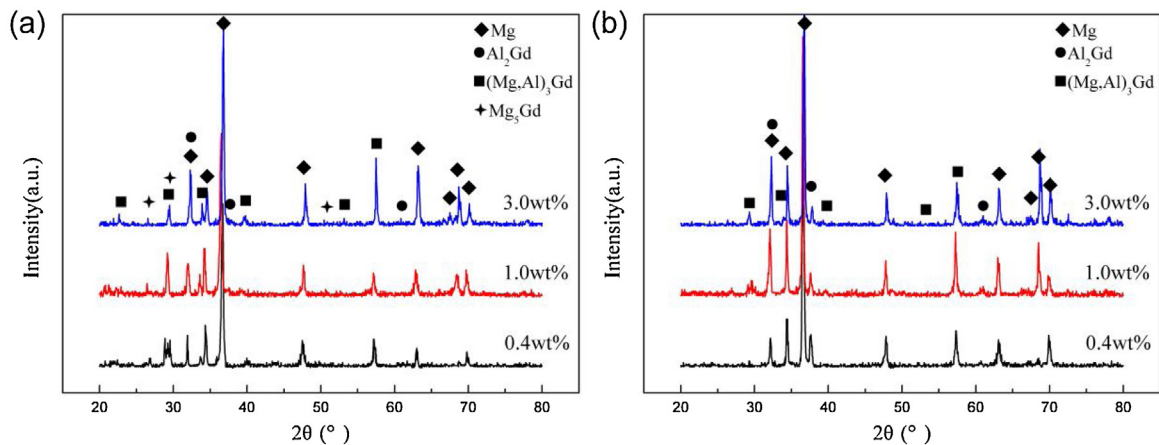 (a)
Mg
Al₂Gd
(Mg,Al)₃Gd
Mg₅Gd
3.0wt%
1.0wt%
0.4wt%
Intensity(a.u.)
20 30 40 50 60 70 80
2θ (°)
(b)
Mg
Al₂Gd
(Mg,Al)₃Gd
3.0wt%
1.0wt%
0.4wt%
Intensity(a.u.)
20 30 40 50 60 70 80
2θ (°)